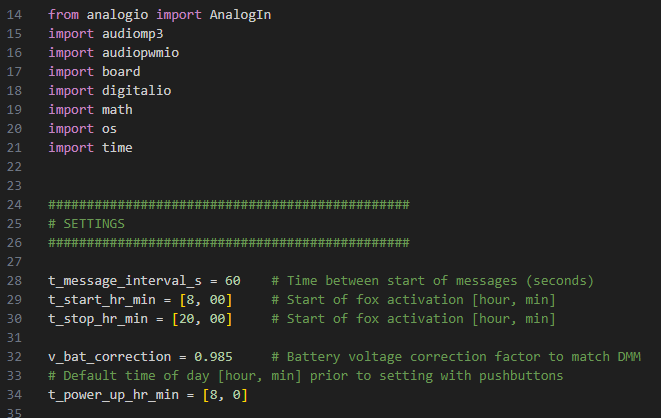 14 from analogio import AnalogIn
15 import audiomp3
16 import audiopwmio
17 import board
18 import digitalio
19 import math
20 import os
21 import time
22
23
24 ###############################################
25 # SETTINGS
26 ###############################################
27
28 t_message_interval_s = 60    # Time between start of messages (seconds)
29 t_start_hr_min = [8, 00]     # Start of fox activation [hour, min]
30 t_stop_hr_min = [20, 00]     # Start of fox activation [hour, min]
31
32 v_bat_correction = 0.985     # Battery voltage correction factor to match DMM
33 # Default time of day [hour, min] prior to setting with pushbuttons
34 t_power_up_hr_min = [8, 0]
35